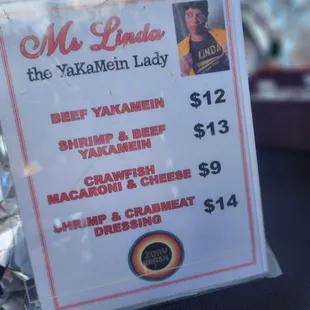 Ms Linda
the YaKaMein Lady
LINDA
BEEF YAKAMEIN $12
SHRIMP & BEEF
YAKAMEIN $13
CRAWFISH
MACARONI & CHEESE $9
SHRIMP & CRABMEAT
DRESSING $14